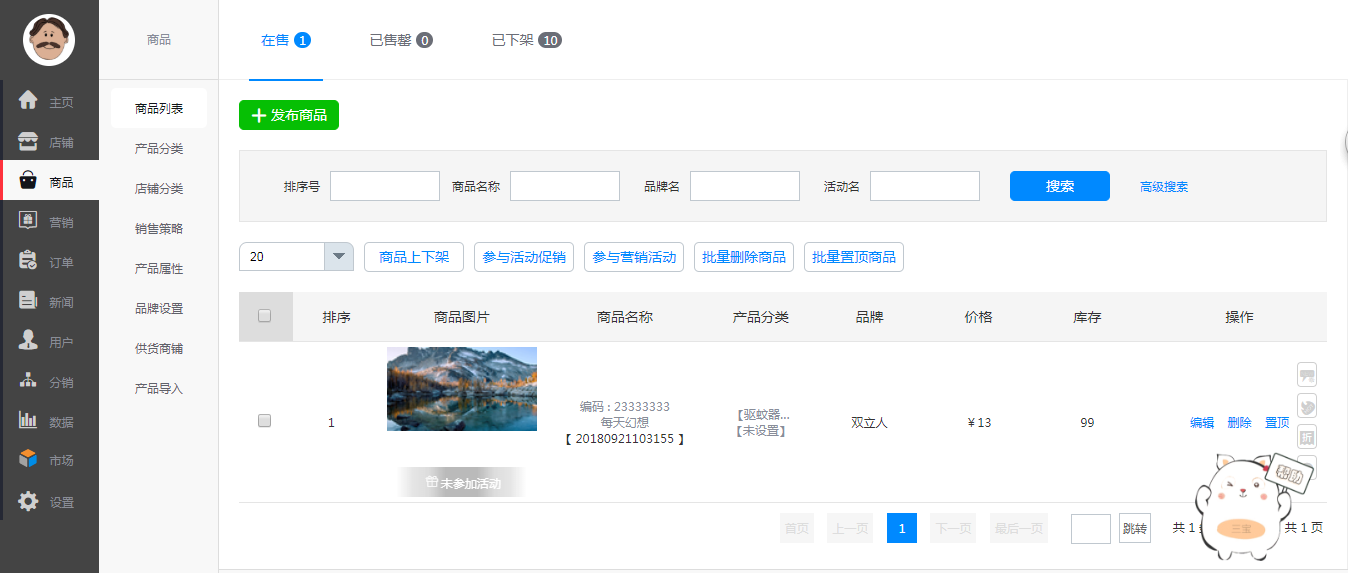 主页
店铺
商品
营销
订单
新闻
用户
分销
数据
市场
设置
商品
商品列表
产品分类
店铺分类
销售策略
产品属性
品牌设置
供货商铺
产品导入
在售 1 已售罄 0 已下架 10
发布商品
排序号 商品名称 品牌名 活动名 搜索 高级搜索
20 商品上下架 参与活动促销 参与营销活动 批量删除商品 批量置顶商品
排序 商品图片 商品名称 产品分类 品牌 价格 库存 操作
编码 : 23333333
每天幻想
【 20180921103155 】
【驱蚊器...
【未设置】
1 双立人 ¥ 13 99 编辑 删除 置顶
折
未参加活动
帮助
三宝
首页 上一页 1 下一页 最后一页 跳转 共 1 共 1 页